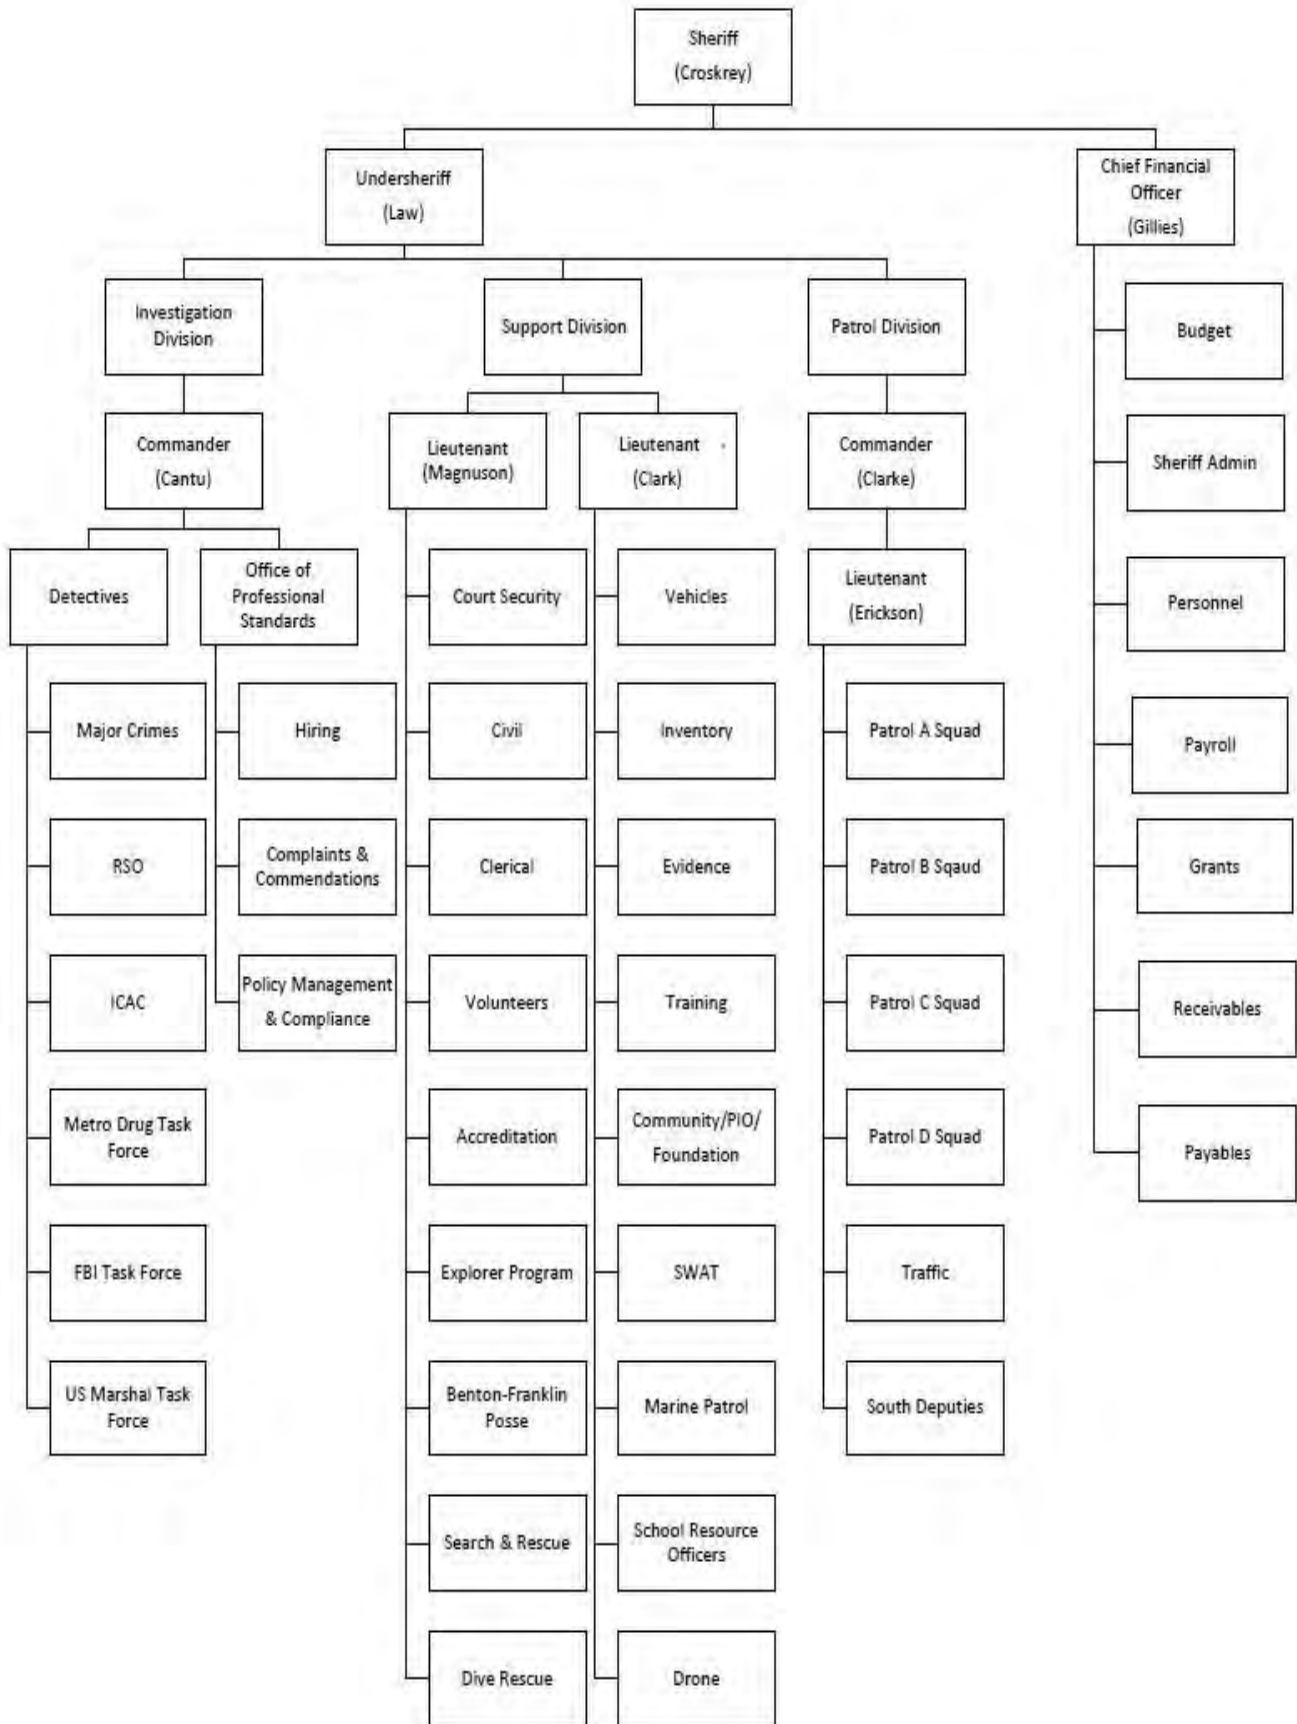 Sheriff
(Croskrey)
Undersheriff
(Law)
Chief Financial
Officer
(Gillies)
Investigation
Division
Support Division
Patrol Division
Budget
Commander
(Cantu)
Lieutenant
(Magnuson)
Lieutenant
(Clark)
Commander
(Clarke)
Sheriff Admin
Detectives
Office of
Professional
Standards
Court Security
Vehicles
Lieutenant
(Erickson)
Personnel
Major Crimes
Hiring
Civil
Inventory
Patrol A Squad
Payroll
RSO
Complaints &
Commendations
Clerical
Evidence
Patrol B Sqaud
Grants
ICAC
Policy Management
& Compliance
Volunteers
Training
Patrol C Squad
Receivables
Metro Drug Task
Force
Accreditation
Community/PIO/
Foundation
Patrol D Squad
Payables
FBI Task Force
Explorer Program
SWAT
Traffic
US Marshal Task
Force
Benton-Franklin
Posse
Marine Patrol
South Deputies
Search & Rescue
School Resource
Officers
Dive Rescue
Drone